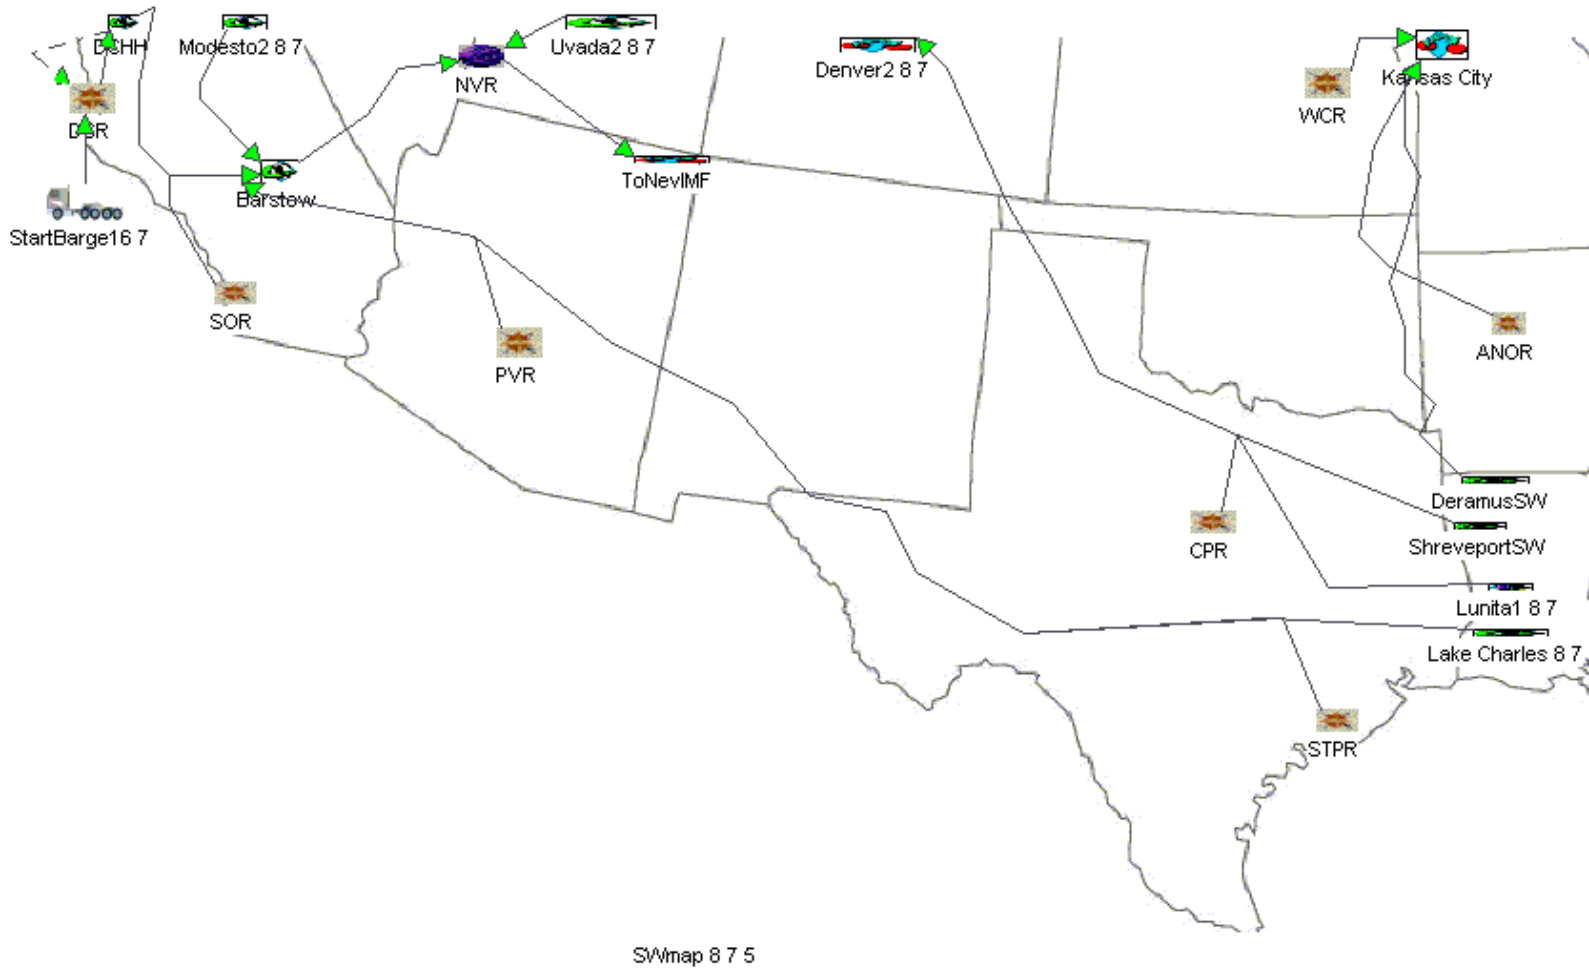 DCHH
Modesto2 8 7
Uvada2 8 7
NVR
Denver2 8 7
Kansas City
WCR
DSR
ToNevIMF
Barstow
StartBarge16 7
SOR
PVR
ANOR
DeramusSW
CPR
ShreveportSW
Lunita1 8 7
Lake Charles 8 7
STPR
SWmap 8 7 5